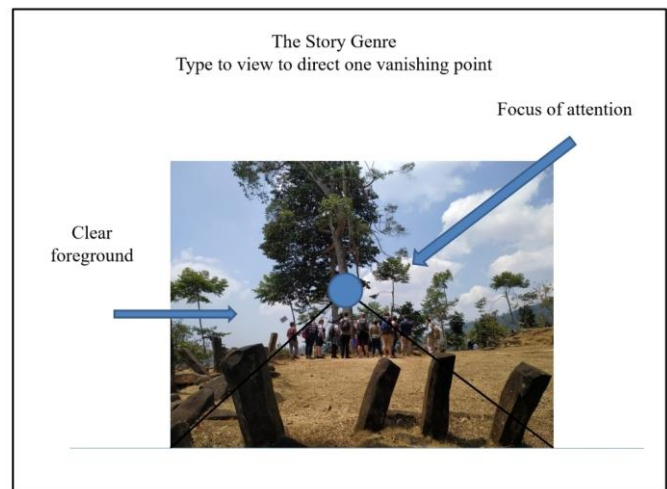 The Story Genre
Type to view to direct one vanishing point
Focus of attention
Clear
foreground